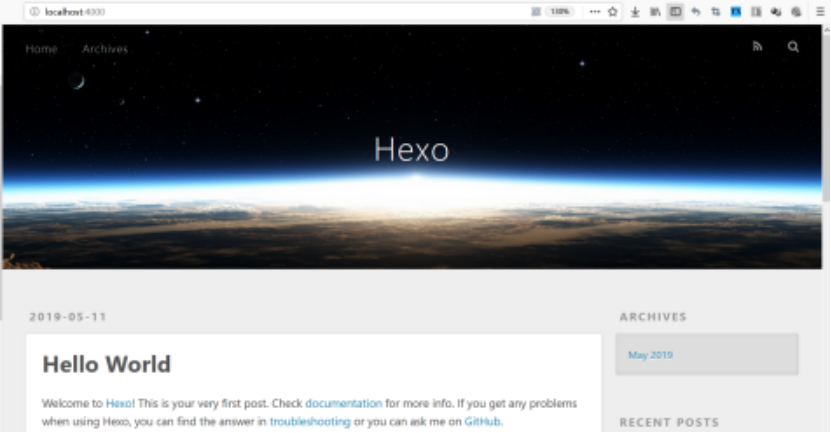 localhost:4000
Home Archives
Hexo
2019-05-11
ARCHIVES
Hello World
May 2019
Welcome to Hexo! This is your very first post. Check documentation for more info. If you get any problems
when using Hexo, you can find the answer in troubleshooting or you can ask me on GitHub.
RECENT POSTS